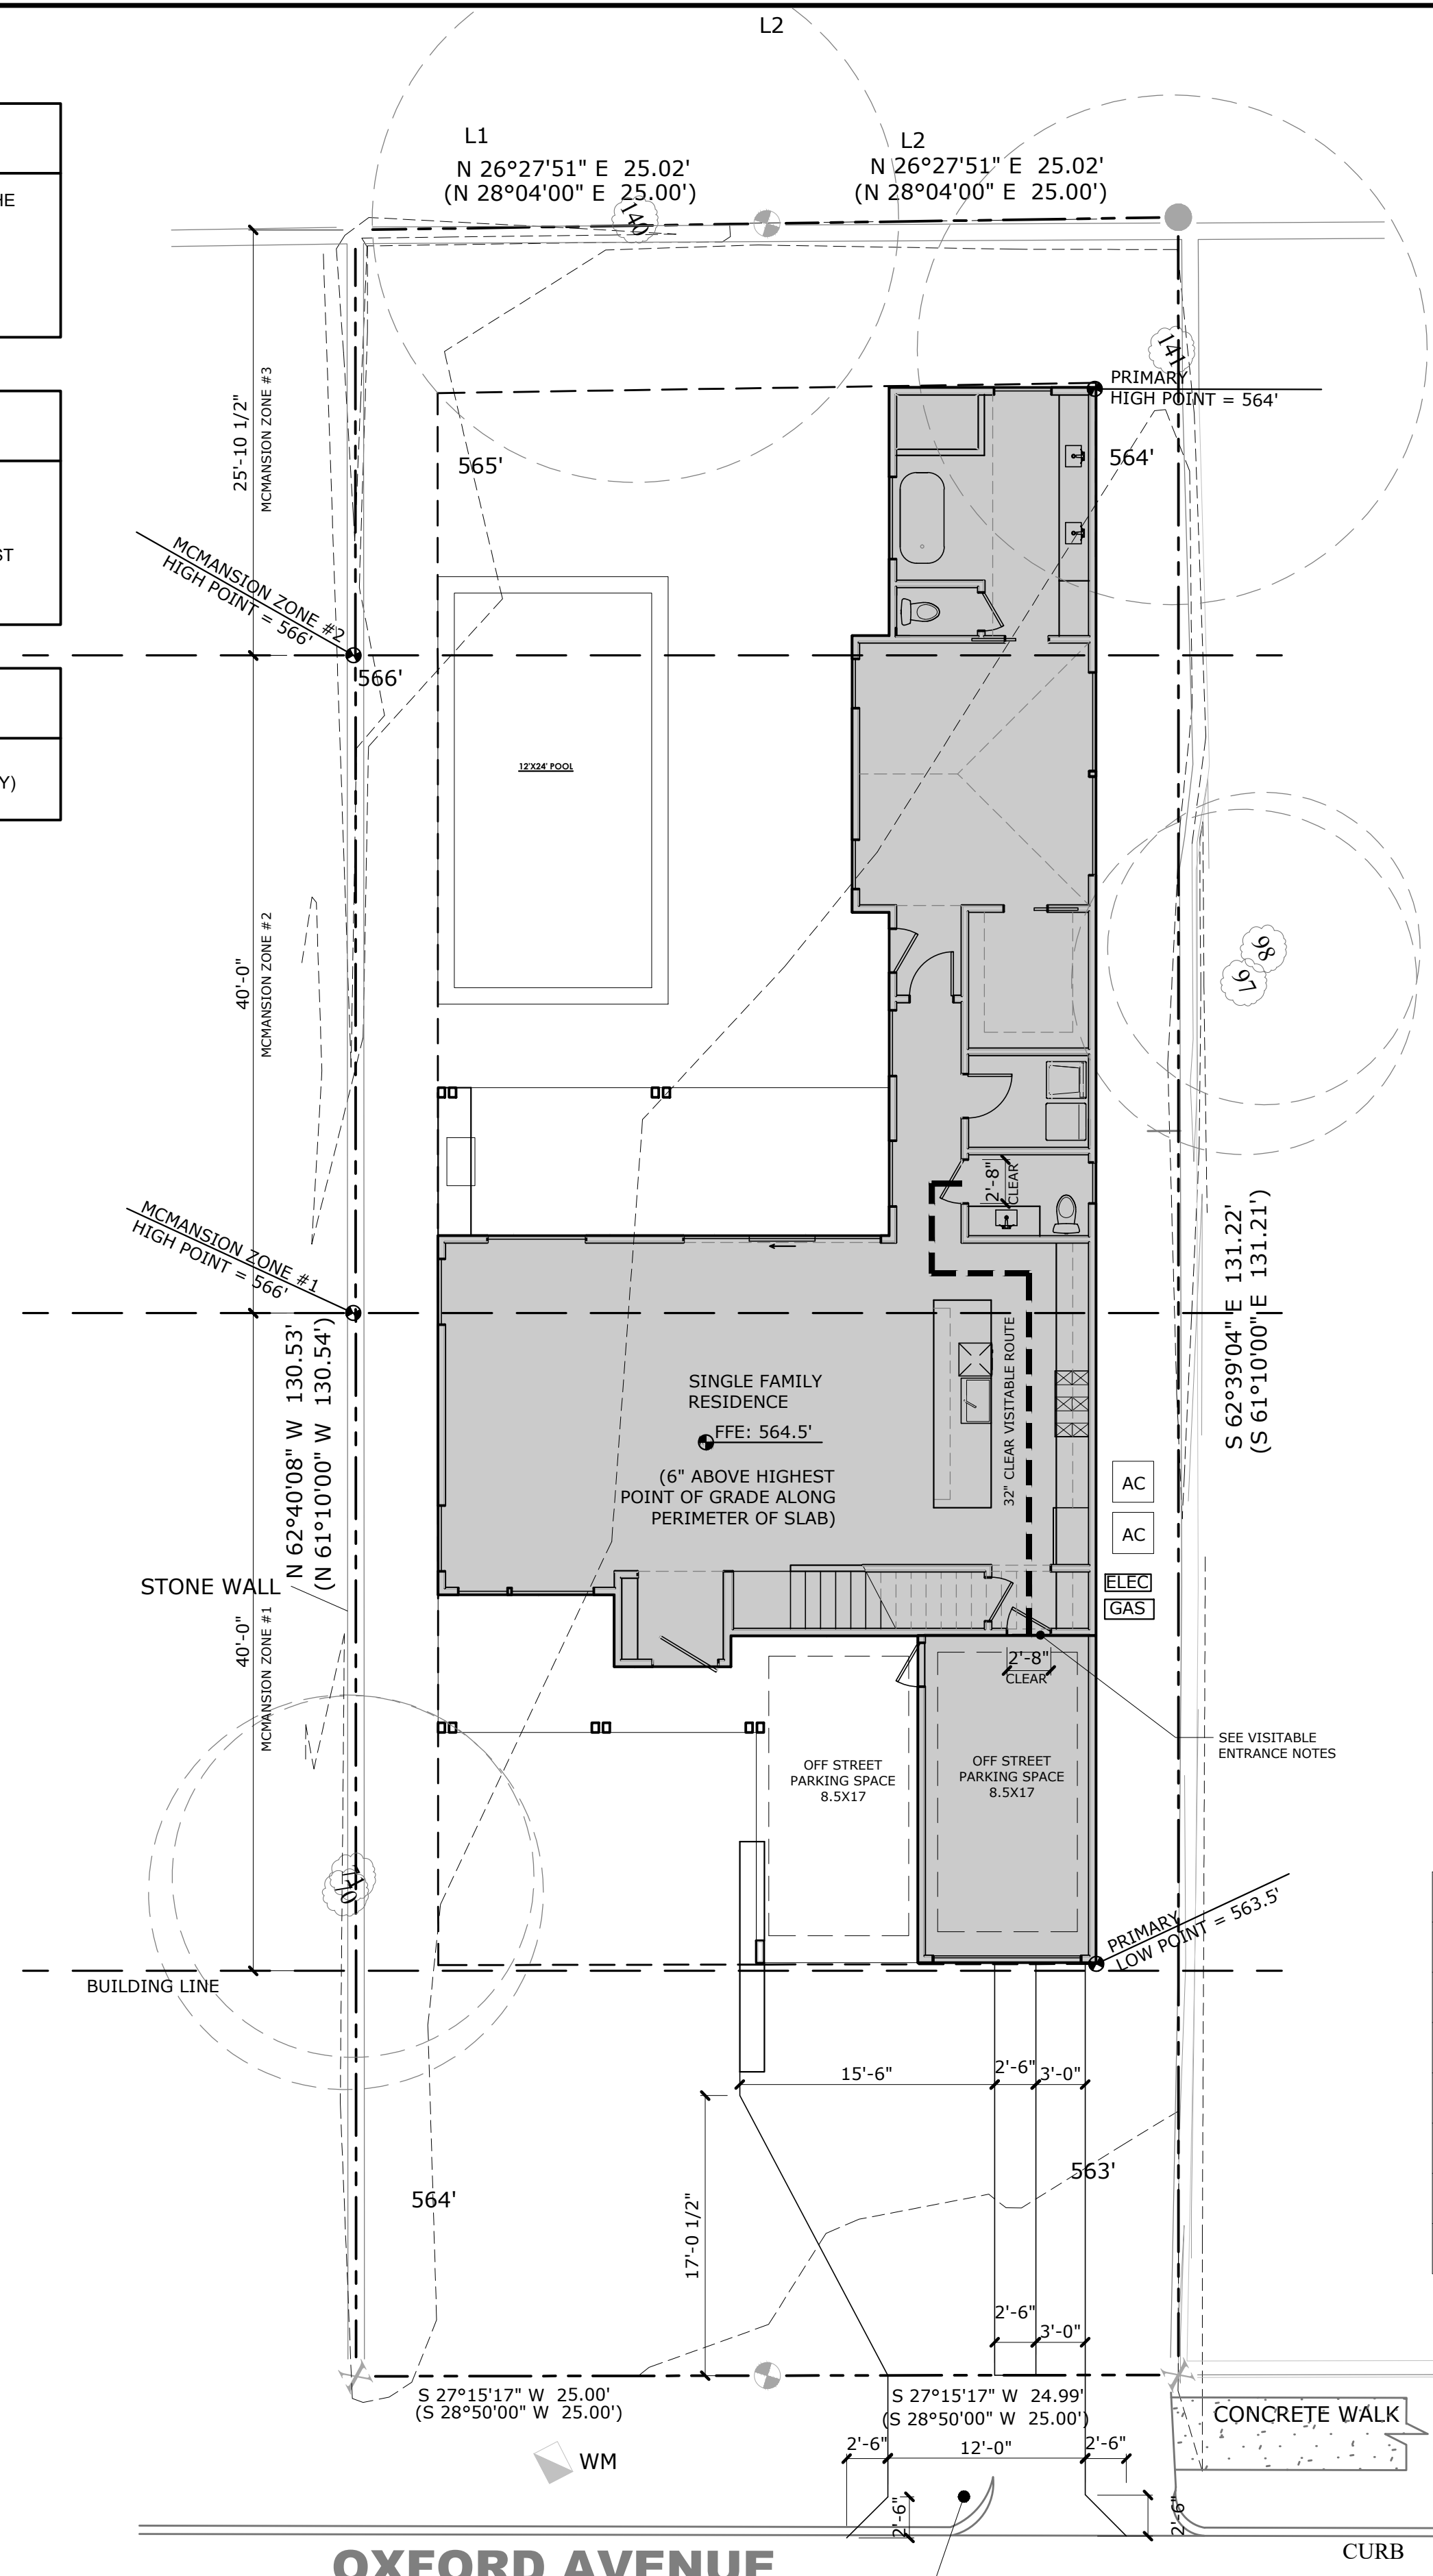 L2
L1
N 26°27'51" E 25.02'
(N 28°04'00" E 25.00')
L2
N 26°27'51" E 25.02'
(N 28°04'00" E 25.00')
HE
140
141
PRIMARY
HIGH POINT = 564'
25'-10 1/2"
MCMANSION ZONE #3
565'
564'
ST
MCMANSION ZONE #2
HIGH POINT = 566'
566'
Y)
12'X24' POOL
40'-0"
MCMANSION ZONE #2
98
97
2'-8"
CLEAR
MCMANSION ZONE #1
HIGH POINT = 566'
S 62°39'04" E 131.22'
(S 61°10'00" E 131.21')
N 62°40'08" W 130.53'
(N 61°10'00" W 130.54')
SINGLE FAMILY
RESIDENCE
FFE: 564.5'
(6" ABOVE HIGHEST
POINT OF GRADE ALONG
PERIMETER OF SLAB)
32" CLEAR VISITABLE ROUTE
AC
AC
ELEC
GAS
STONE WALL
40'-0"
MCMANSION ZONE #1
2'-8"
CLEAR
SEE VISITABLE
ENTRANCE NOTES
OFF STREET
PARKING SPACE
8.5X17
OFF STREET
PARKING SPACE
8.5X17
PRIMARY
LOW POINT = 563.5'
BUILDING LINE
15'-6"
2'-6"
3'-0"
563'
564'
17'-0 1/2"
2'-6"
3'-0"
S 27°15'17" W 25.00'
(S 28°50'00" W 25.00')
S 27°15'17" W 24.99'
(S 28°50'00" W 25.00')
CONCRETE WALK
2'-6"
12'-0"
2'-6"
WM
2'-6"
2'-6"
CURB
OXFORD AVENUE